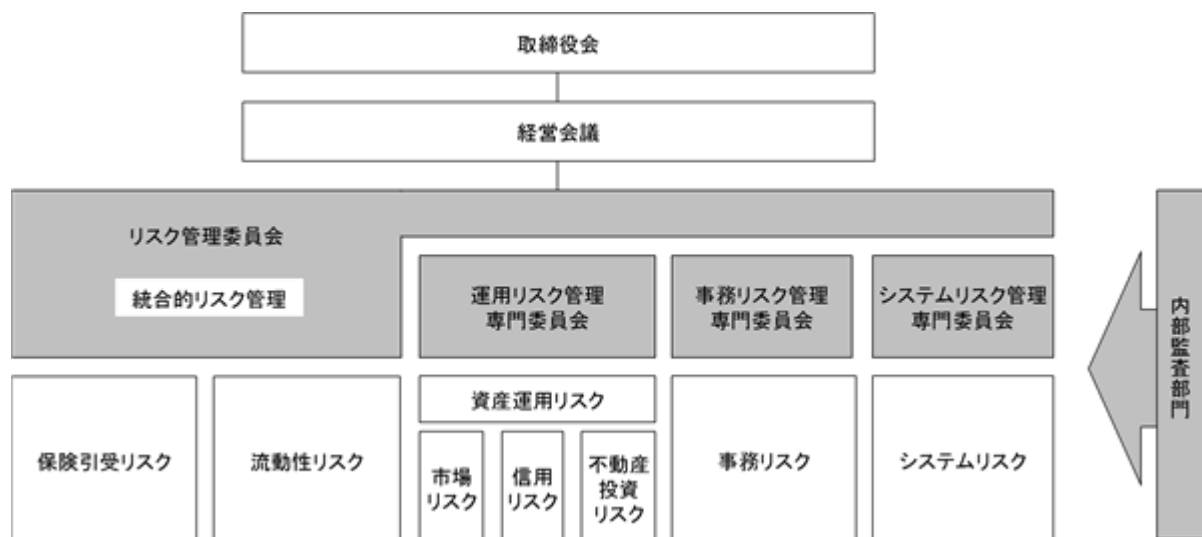 取締役会
経営会議
リスク管理委員会
統合的リスク管理
運用リスク管理
専門委員会
事務リスク管理
専門委員会
システムリスク管理
専門委員会
保険引受リスク
流動性リスク
資産運用リスク
市場
リスク
信用
リスク
不動産
投資
リスク
事務リスク
システムリスク
内部監査部門